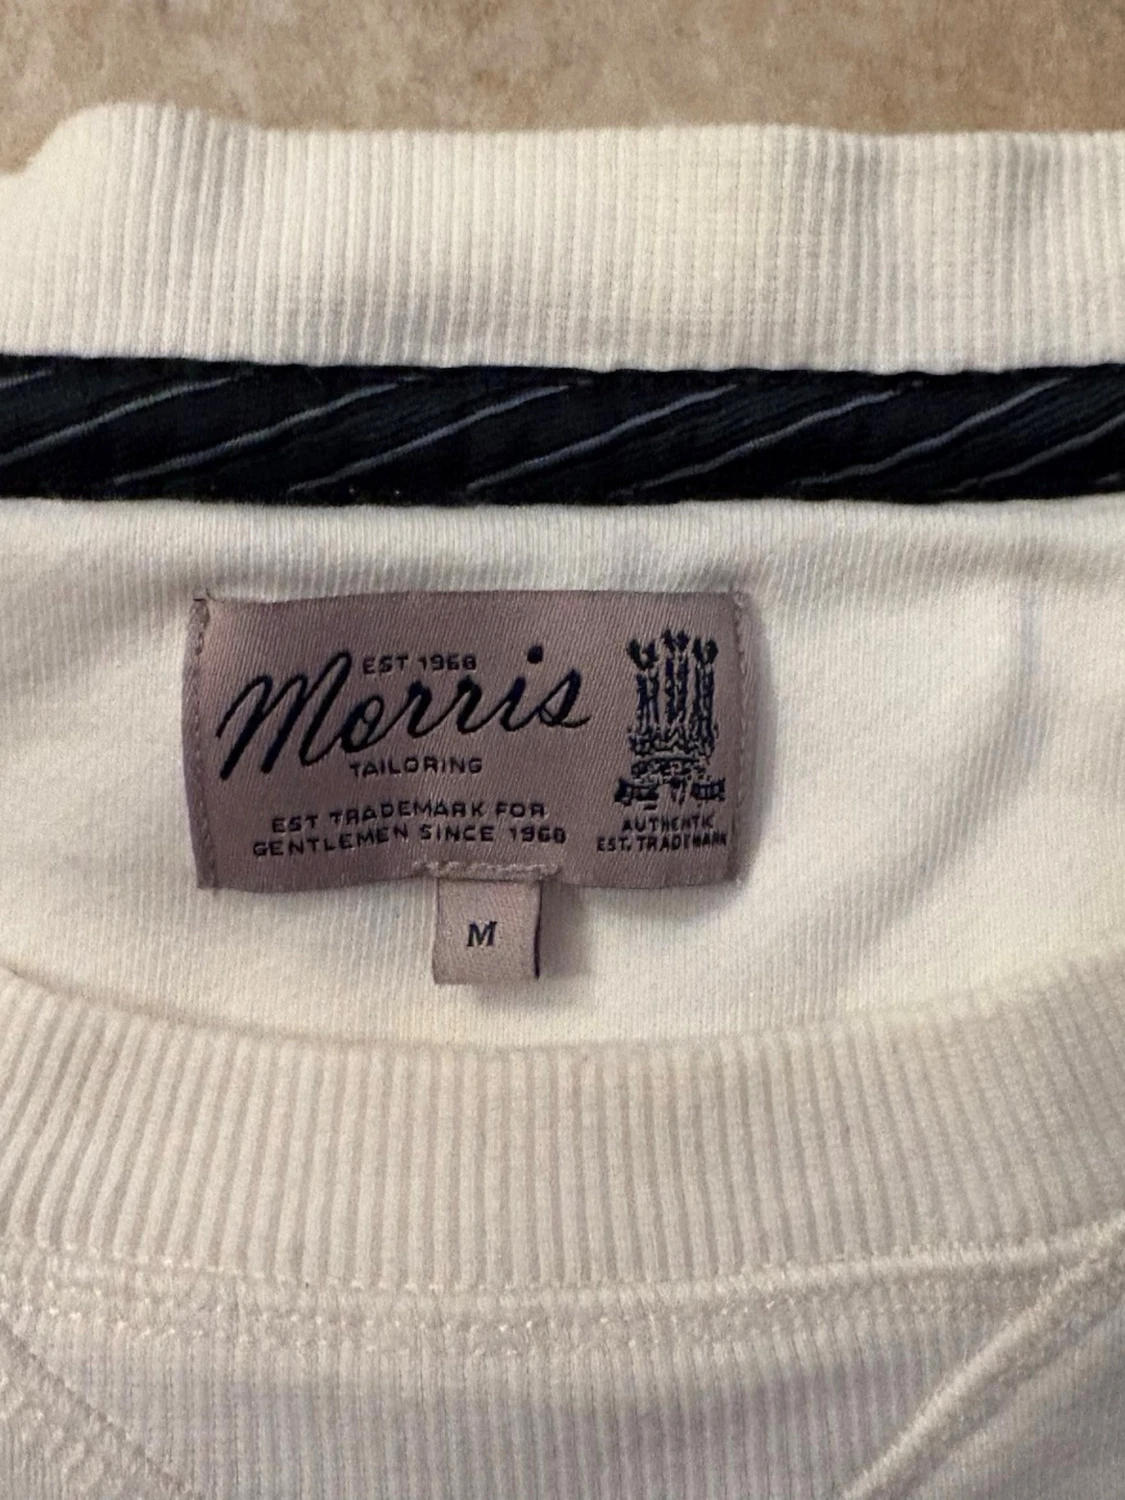 EST 1968
Morris
TAILORING
EST TRADEMARK FOR
GENTLEMEN SINCE 1968
AUTHENTIC
EST. TRADEMARK
M